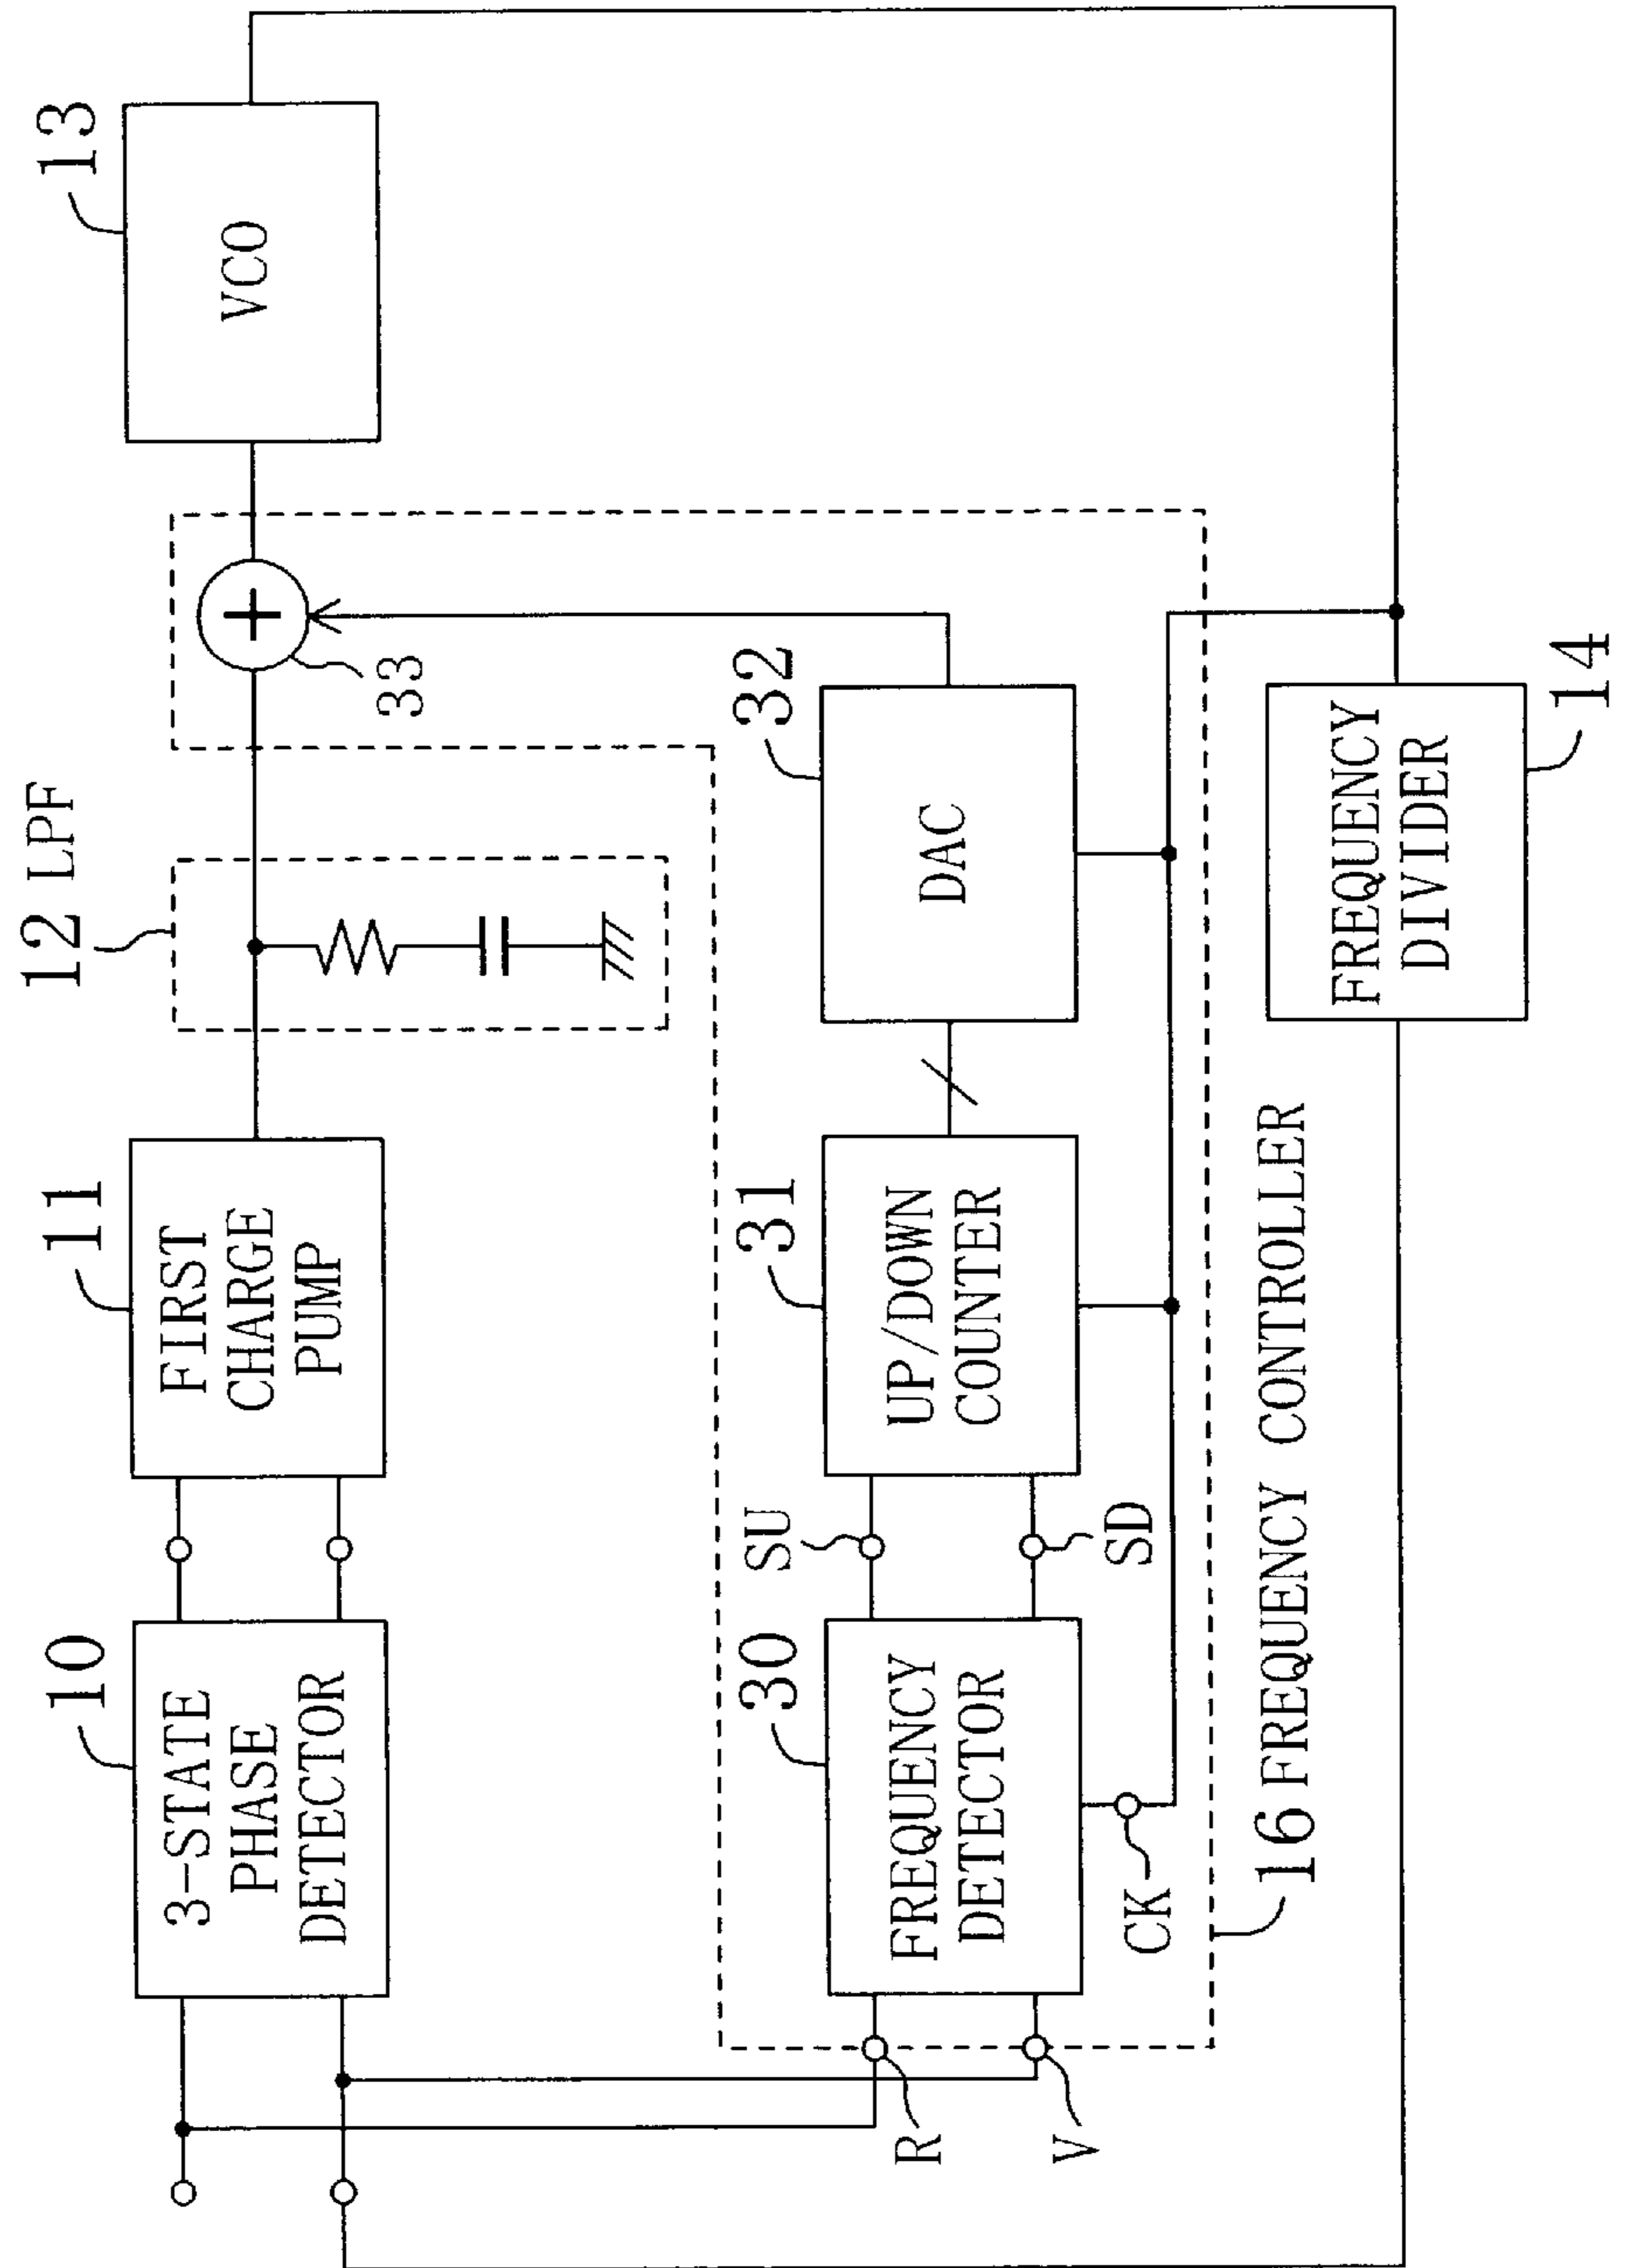 10
3-STATE
PHASE
DETECTOR
11
FIRST
CHARGE
PUMP
12 LPF
33
13
VCO
R
V
30
FREQUENCY
DETECTOR
CK
SU
SD
31
UP/DOWN
COUNTER
32
DAC
16 FREQUENCY CONTROLLER
FREQUENCY
DIVIDER
14